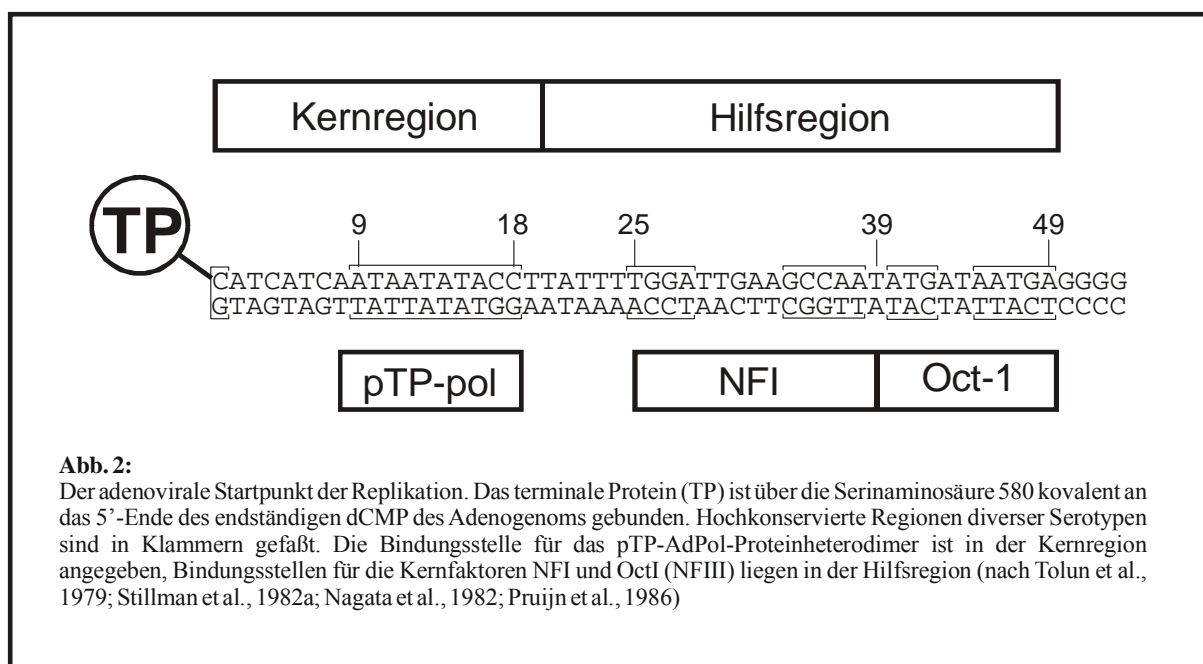 Kernregion Hilfsregion
TP
9 18 25 39 49
CATCATCAATAATATACCTTATTTTGGATTGAAGCCAATATGATAATGAGGGG
GTAGTAGTTATTATATGGAATAAAACCTAACTTCGGTTATACTATTACTCCCC
pTP-pol NFI Oct-1
Abb. 2:
Der adenovirale Startpunkt der Replikation. Das terminale Protein (TP) ist über die Serinaminosäure 580 kovalent an
das 5’-Ende des endständigen dCMP des Adenogenoms gebunden. Hochkonservierte Regionen diverser Serotypen
sind in Klammern gefaßt. Die Bindungsstelle für das pTP-AdPol-Proteinheterodimer ist in der Kernregion
angegeben, Bindungsstellen für die Kernfaktoren NFI und OctI (NFIII) liegen in der Hilfsregion (nach Tolun et al.,
1979; Stillman et al., 1982a; Nagata et al., 1982; Pruijn et al., 1986)